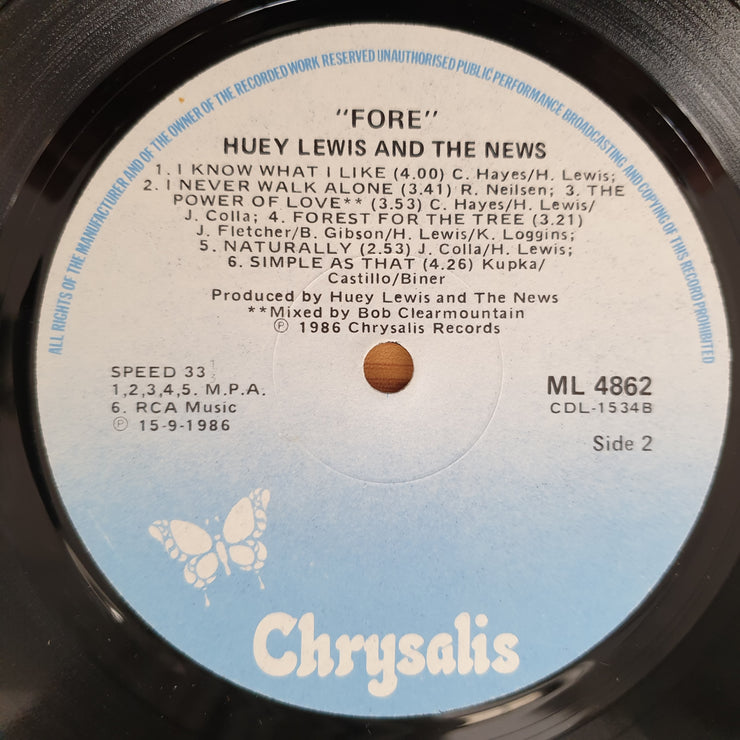 ALL RIGHTS OF THE MANUFACTURER AND OF THE OWNER OF THE RECORDED WORK RESERVED UNAUTHORISED PUBLIC PERFORMANCE BROADCASTING AND COPYING OF THIS RECORD PROHIBITED
"FORE"
HUEY LEWIS AND THE NEWS
1. I KNOW WHAT I LIKE (4.00) C. Hayes/H. Lewis;
2. I NEVER WALK ALONE (3.41) R. Neilsen; 3. THE
POWER OF LOVE** (3.53) C. Hayes/H. Lewis/
J. Colla; 4. FOREST FOR THE TREE (3.21)
J. Fletcher/B. Gibson/H. Lewis/K. Loggins;
5. NATURALLY (2.53) J. Colla/H. Lewis;
6. SIMPLE AS THAT (4.26) Kupka/
Castillo/Biner
Produced by Huey Lewis and The News
**Mixed by Bob Clearmountain
℗ 1986 Chrysalis Records
SPEED 33
1,2,3,4,5. M.P.A.
6. RCA Music
℗ 15-9-1986
ML 4862
CDL-1534B
Side 2
Chrysalis